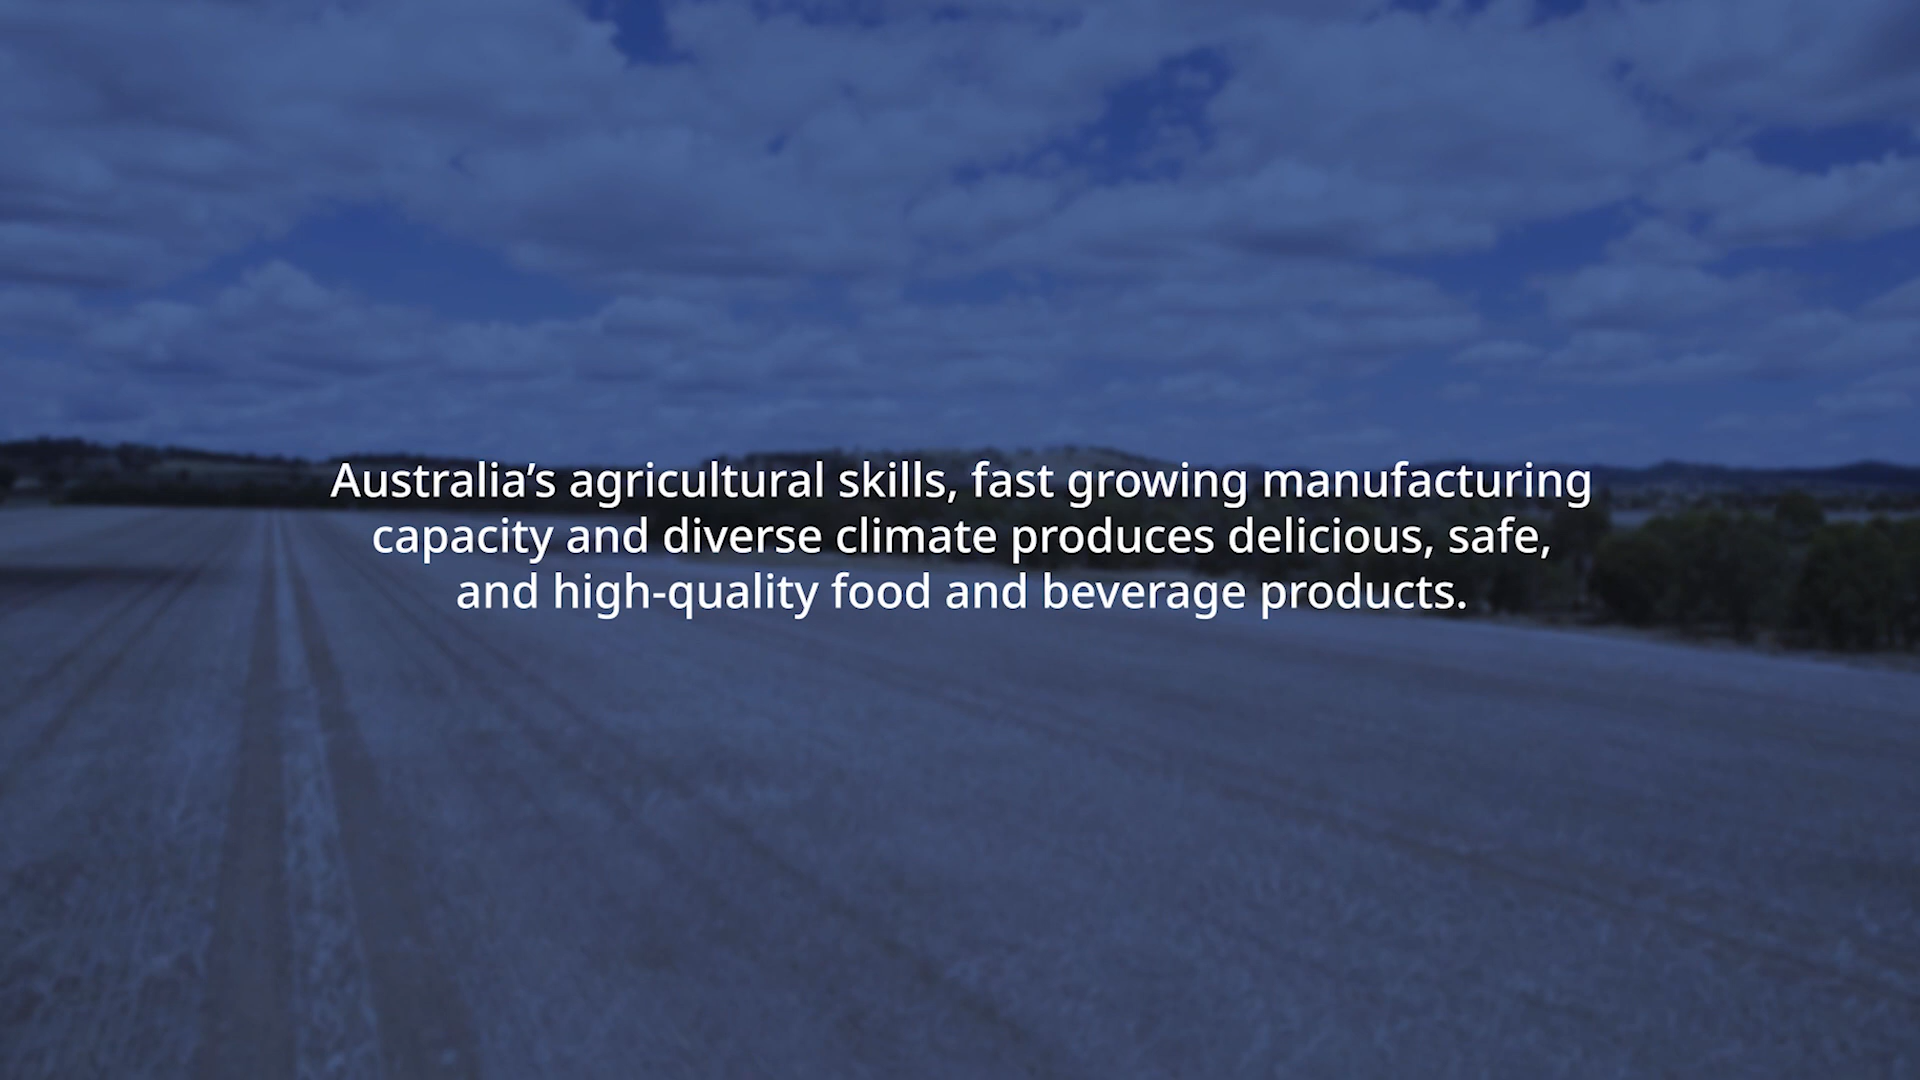 Australia’s agricultural skills, fast growing manufacturing
capacity and diverse climate produces delicious, safe,
and high-quality food and beverage products.